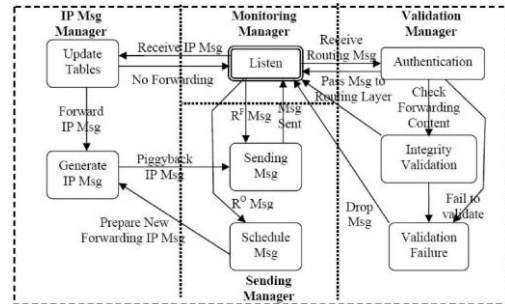 IP Msg
Manager
Monitoring
Manager
Validation
Manager
Update
Tables
Receive IP Msg
No Forwarding
Listen
Receive
Routing Msg
Authentication
Pass Msg to
Routing Layer
Check
Forwarding
Content
Forward
IP Msg
R^F Msg
Msg
Sent
Generate
IP Msg
Piggyback
IP Msg
Sending
Msg
Integrity
Validation
R^O Msg
Prepare New
Forwarding IP Msg
Schedule
Msg
Drop
Msg
Fail to
validate
Validation
Failure
Sending
Manager